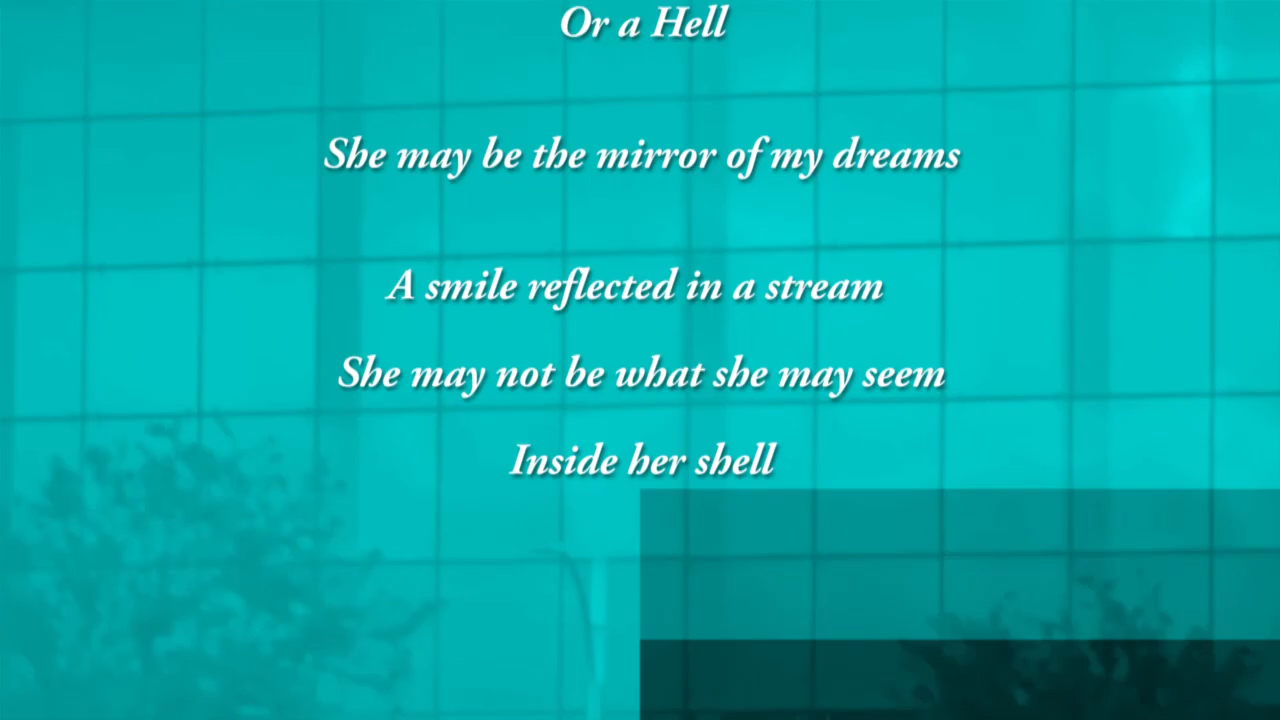 Or a Hell
She may be the mirror of my dreams
A smile reflected in a stream
She may not be what she may seem
Inside her shell